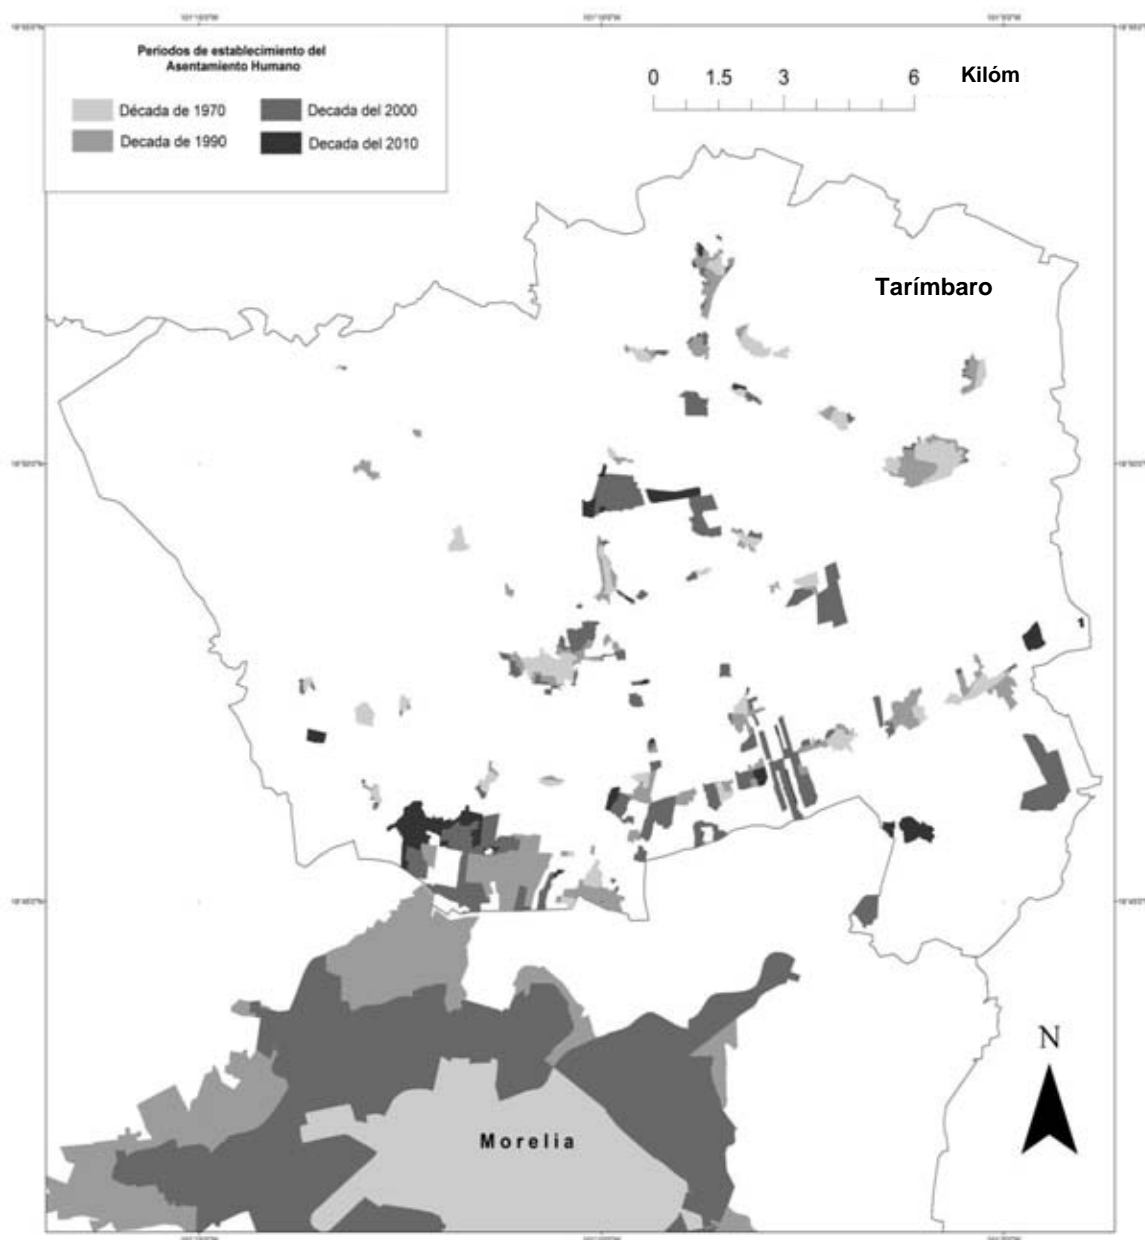 Periodos de establecimiento del
Asentamiento Humano
Década de 1970
Decada del 2000
Decada de 1990
Decada del 2010
0 1.5 3 6 Kilóm
Tarímbaro
Morelia
N